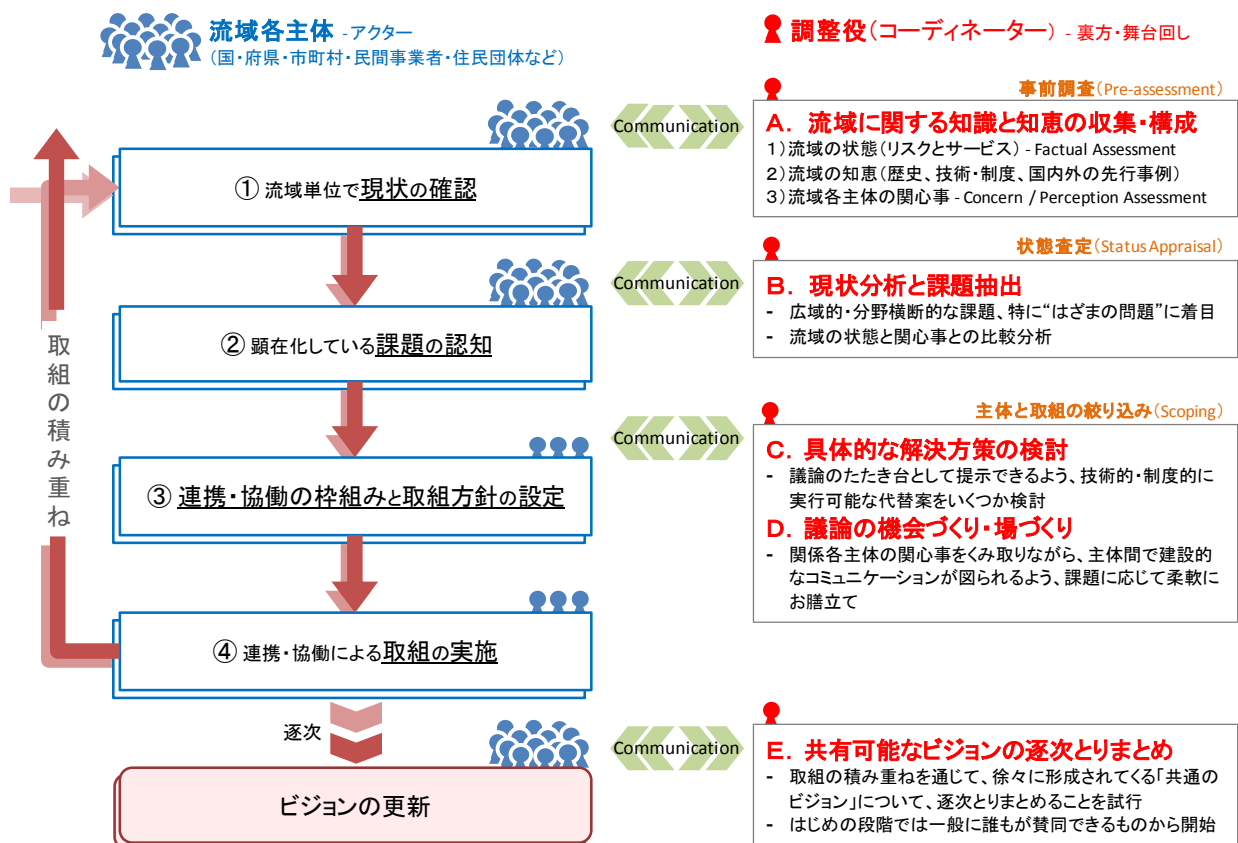 流域各主体 - アクター
（国・府県・市町村・民間事業者・住民団体など）
調整役（コーディネーター） - 裏方・舞台回し
事前調査（Pre-assessment）
Communication
A．流域に関する知識と知恵の収集・構成
1）流域の状態（リスクとサービス） - Factual Assessment
2）流域の知恵（歴史、技術・制度、国内外の先行事例）
3）流域各主体の関心事 - Concern / Perception Assessment
① 流域単位で現状の確認
状態査定（Status Appraisal）
Communication
B．現状分析と課題抽出
- 広域的・分野横断的な課題、特に“はざまの問題”に着目
- 流域の状態と関心事との比較分析
② 顕在化している課題の認知
取組の積み重ね
主体と取組の絞り込み（Scoping）
Communication
C．具体的な解決方策の検討
- 議論のたたき台として提示できるよう、技術的・制度的に
実行可能な代替案をいくつか検討
D．議論の機会づくり・場づくり
- 関係各主体の関心事をくみ取りながら、主体間で建設的
なコミュニケーションが図られるよう、課題に応じて柔軟に
お膳立て
③ 連携・協働の枠組みと取組方針の設定
④ 連携・協働による取組の実施
逐次
Communication
E．共有可能なビジョンの逐次とりまとめ
- 取組の積み重ねを通じて、徐々に形成されてくる「共通の
ビジョン」について、逐次とりまとめることを試行
- はじめの段階では一般に誰もが賛同できるものから開始
ビジョンの更新